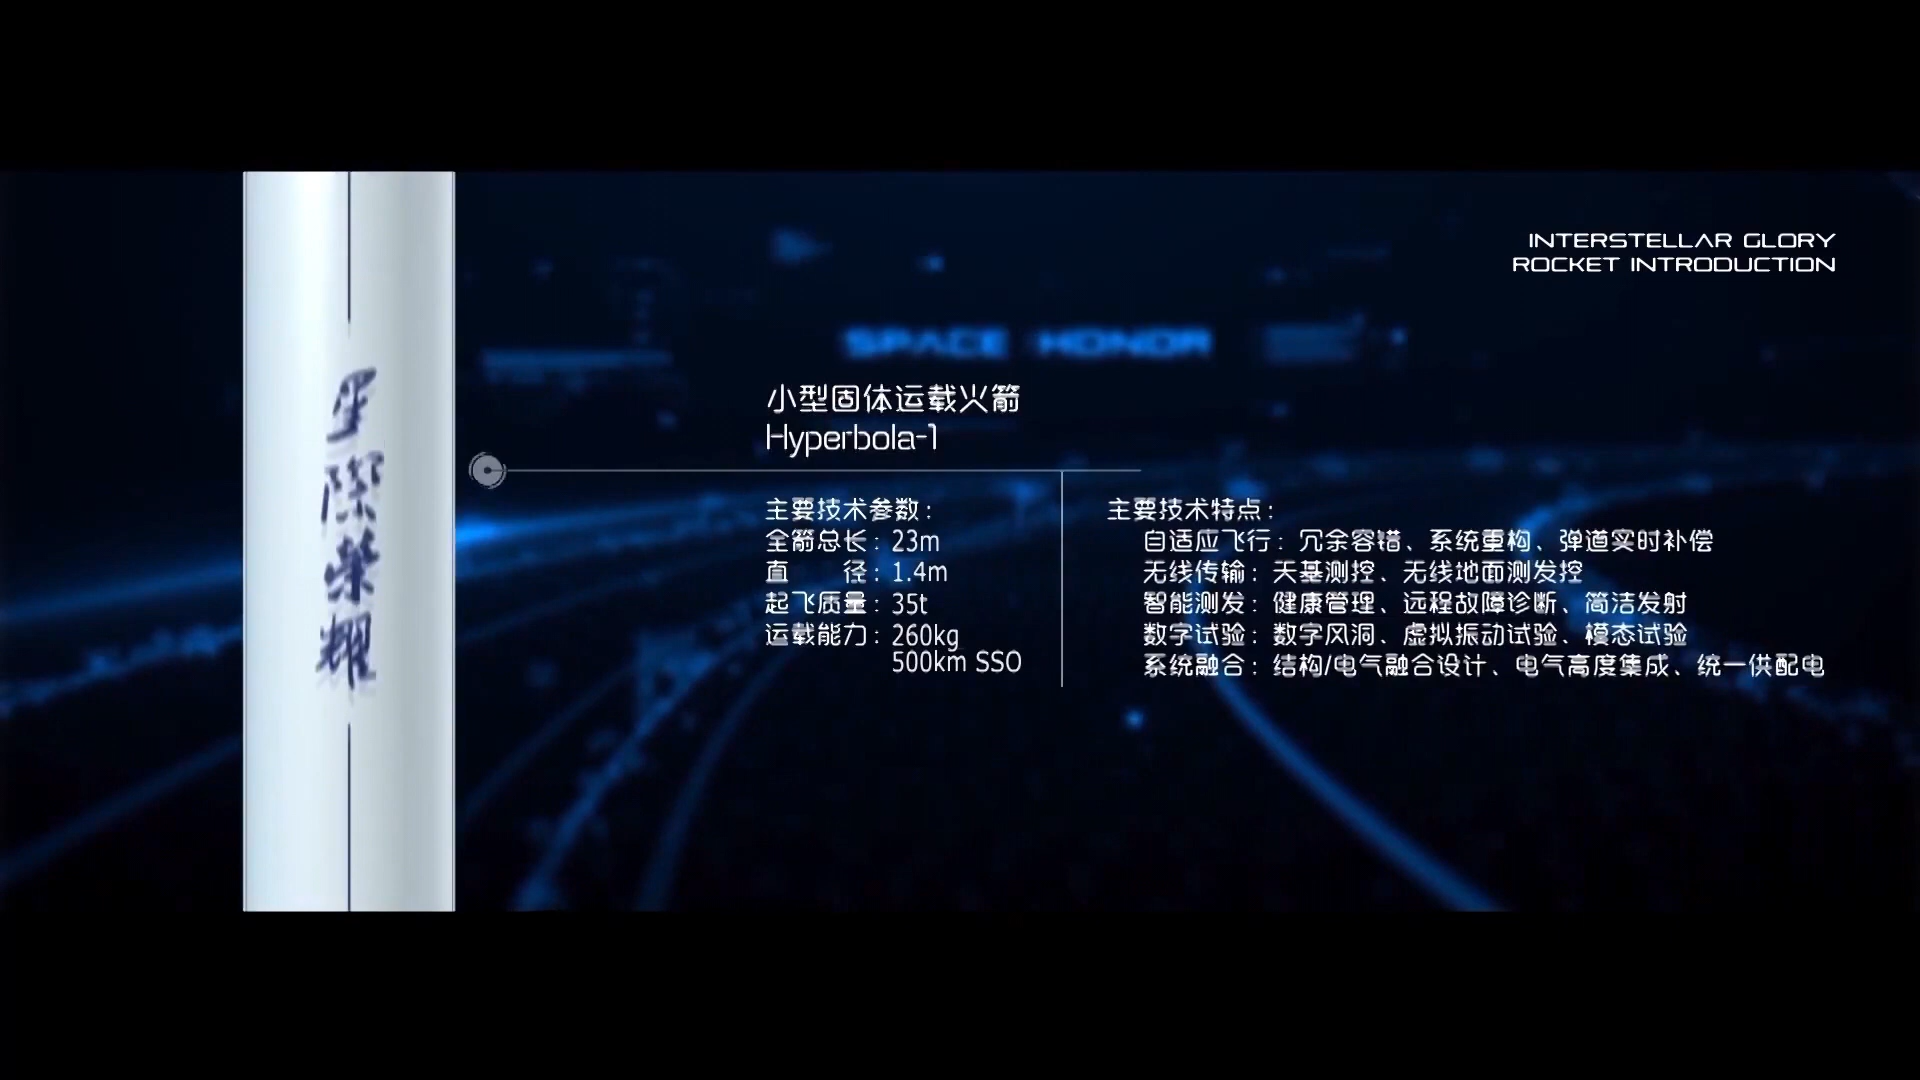 INTERSTELLAR GLORY
ROCKET INTRODUCTION
SPACE HONOR
星際荣耀
小型固体运载火箭
Hyperbola-1
主要技术参数：
全箭总长：23m
直　　径：1.4m
起飞质量：35t
运载能力：260kg
500km SSO
主要技术特点：
自适应飞行：冗余容错、系统重构、弹道实时补偿
无线传输：天基测控、无线地面测发控
智能测发：健康管理、远程故障诊断、简洁发射
数字试验：数字风洞、虚拟振动试验、模态试验
系统融合：结构/电气融合设计、电气高度集成、统一供配电